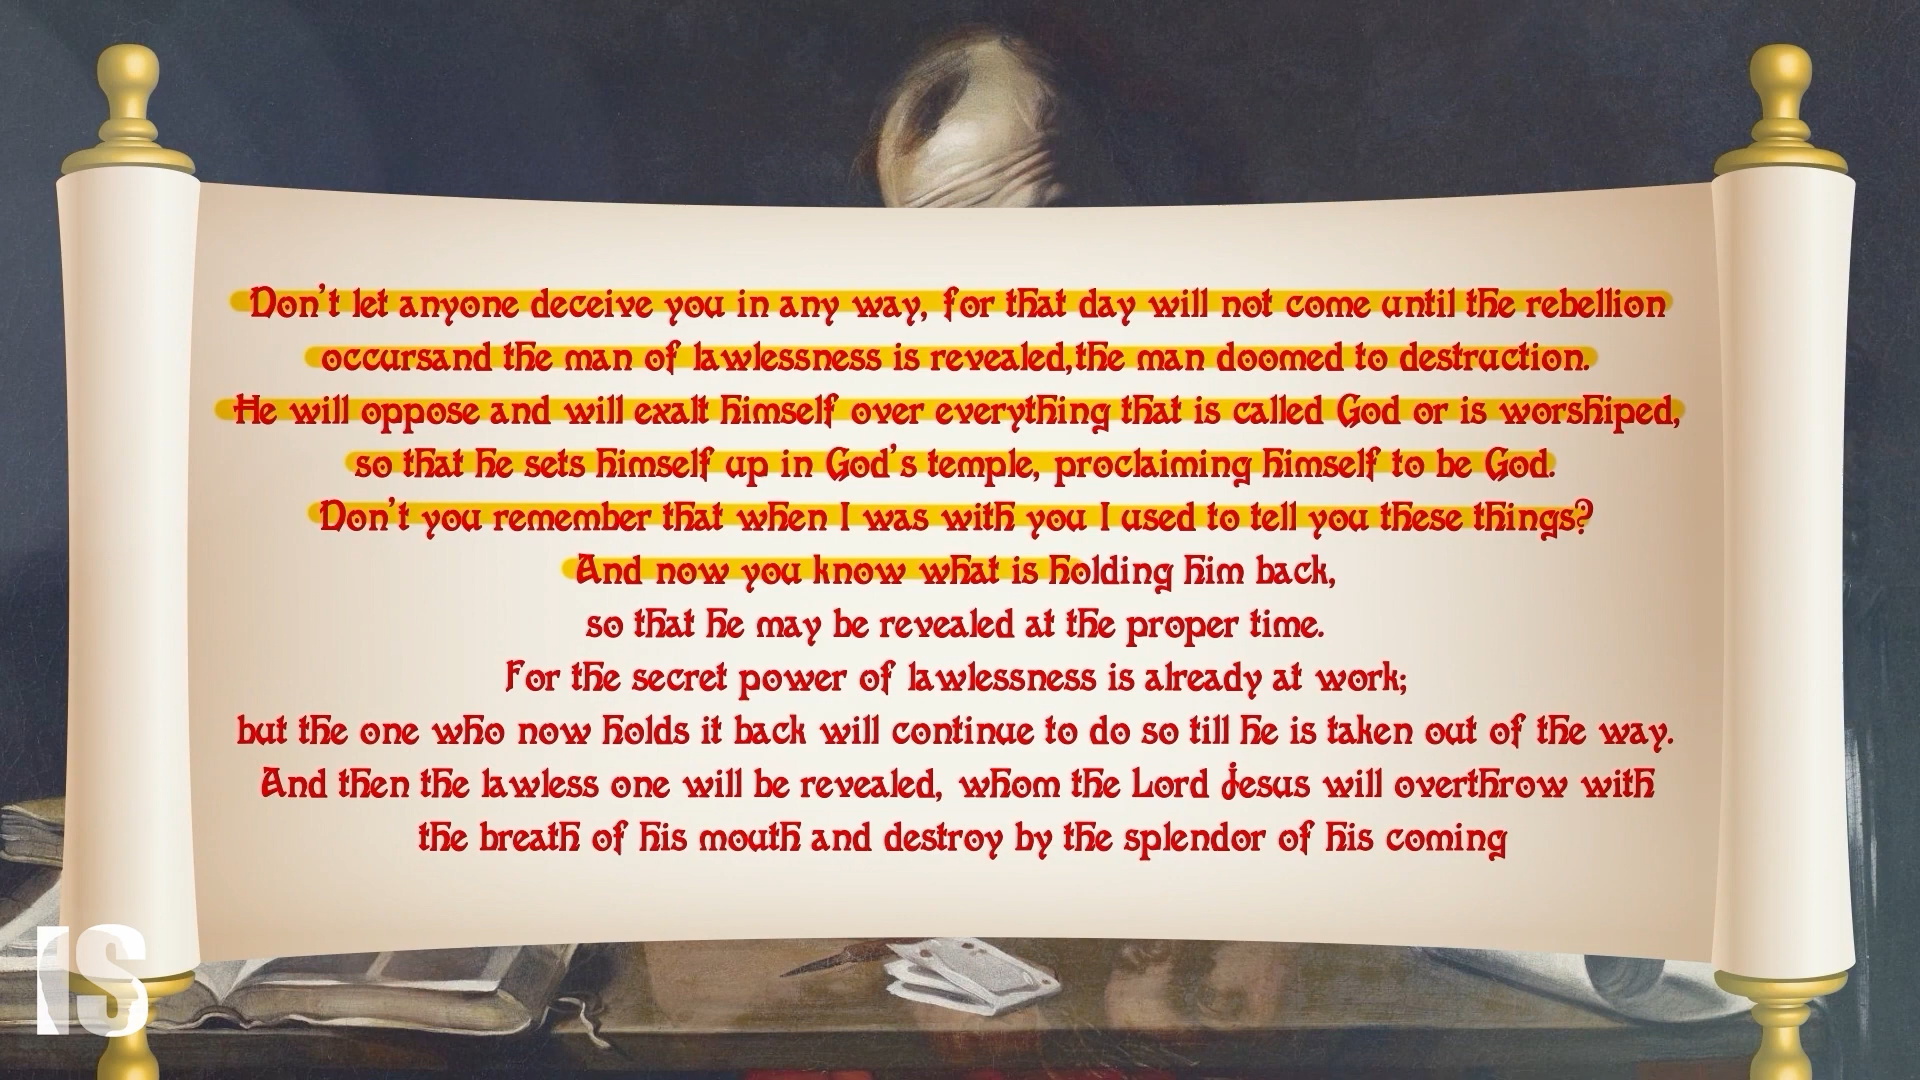 Don't let anyone deceive you in any way, for that day will not come until the rebellion
occursand the man of lawlessness is revealed,the man doomed to destruction.
He will oppose and will exalt himself over everything that is called God or is worshiped,
so that he sets himself up in God's temple, proclaiming himself to be God.
Don't you remember that when I was with you I used to tell you these things?
And now you know what is holding him back,
so that he may be revealed at the proper time.
For the secret power of lawlessness is already at work;
but the one who now holds it back will continue to do so till he is taken out of the way.
And then the lawless one will be revealed, whom the Lord Jesus will overthrow with
the breath of his mouth and destroy by the splendor of his coming
IS